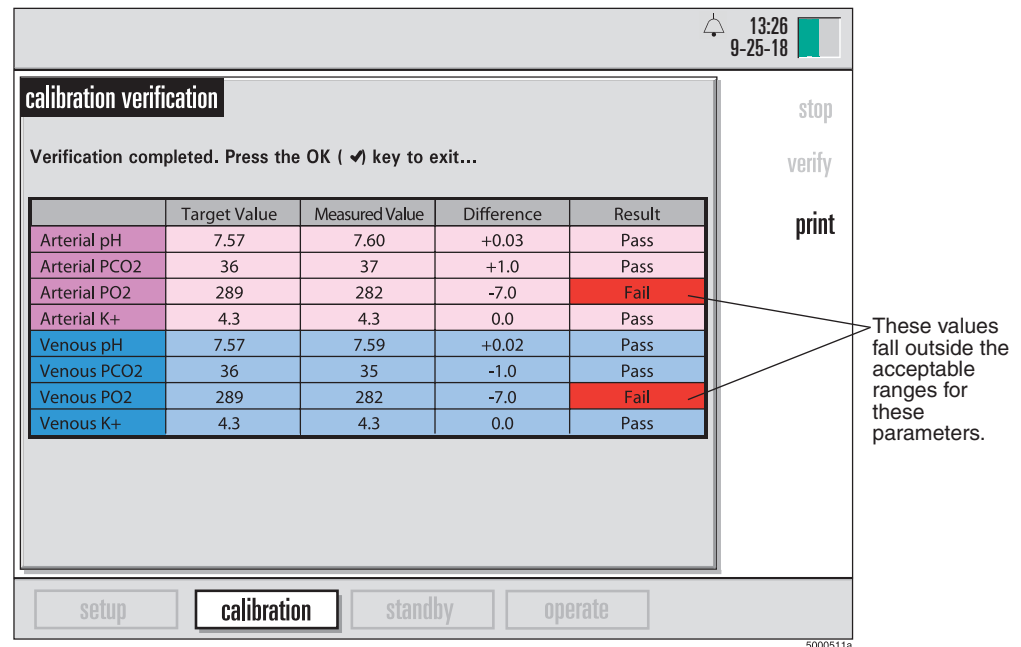 13:26
9-25-18
calibration verification
stop
Verification completed. Press the OK ( ✔) key to exit...
verify
print
Target Value Measured Value Difference Result
Arterial pH 7.57 7.60 +0.03 Pass
Arterial PCO2 36 37 +1.0 Pass
Arterial PO2 289 282 -7.0 Fail
Arterial K+ 4.3 4.3 0.0 Pass
Venous pH 7.57 7.59 +0.02 Pass
Venous PCO2 36 35 -1.0 Pass
Venous PO2 289 282 -7.0 Fail
Venous K+ 4.3 4.3 0.0 Pass
These values
fall outside the
acceptable
ranges for
these
parameters.
setup calibration standby operate
5000511a